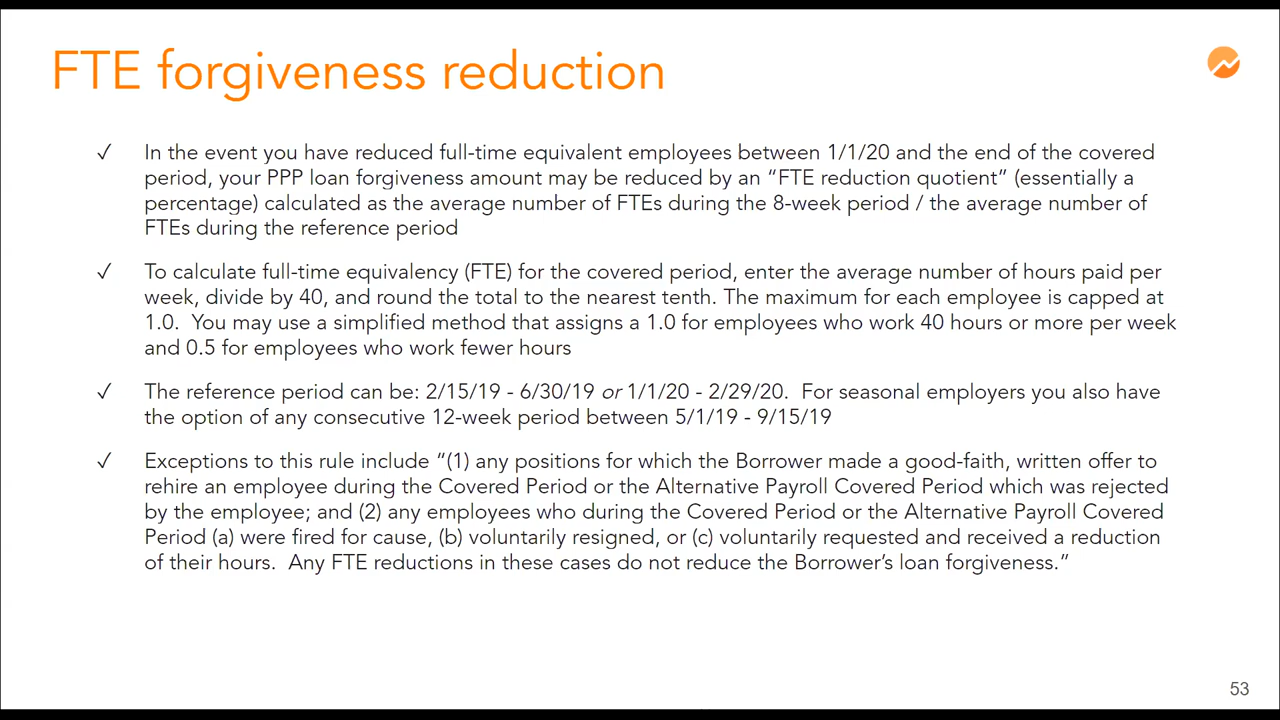 FTE forgiveness reduction
✓ In the event you have reduced full-time equivalent employees between 1/1/20 and the end of the covered
period, your PPP loan forgiveness amount may be reduced by an “FTE reduction quotient” (essentially a
percentage) calculated as the average number of FTEs during the 8-week period / the average number of
FTEs during the reference period
✓ To calculate full-time equivalency (FTE) for the covered period, enter the average number of hours paid per
week, divide by 40, and round the total to the nearest tenth. The maximum for each employee is capped at
1.0. You may use a simplified method that assigns a 1.0 for employees who work 40 hours or more per week
and 0.5 for employees who work fewer hours
✓ The reference period can be: 2/15/19 - 6/30/19 or 1/1/20 - 2/29/20. For seasonal employers you also have
the option of any consecutive 12-week period between 5/1/19 - 9/15/19
✓ Exceptions to this rule include “(1) any positions for which the Borrower made a good-faith, written offer to
rehire an employee during the Covered Period or the Alternative Payroll Covered Period which was rejected
by the employee; and (2) any employees who during the Covered Period or the Alternative Payroll Covered
Period (a) were fired for cause, (b) voluntarily resigned, or (c) voluntarily requested and received a reduction
of their hours. Any FTE reductions in these cases do not reduce the Borrower’s loan forgiveness.”
53